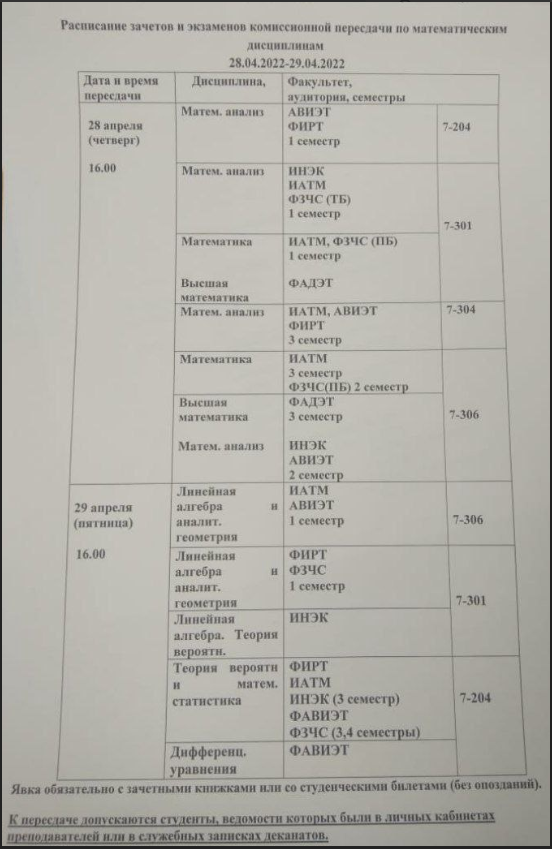 Расписание зачетов и экзаменов комиссионной пересдачи по математическим
дисциплинам
28.04.2022-29.04.2022
Дата и время
пересдачи
Дисциплина,
Факультет,
аудитория, семестры
28 апреля
(четверг)
16.00
Матем. анализ
АВИЭТ
ФИРТ
1 семестр
7-204
Матем. анализ
ИНЭК
ИАТМ
ФЗЧС (ТБ)
1 семестр
7-301
Математика
ИАТМ, ФЗЧС (ПБ)
1 семестр
Высшая
математика
ФАДЭТ
Матем. анализ
ИАТМ, АВИЭТ
ФИРТ
3 семестр
7-304
Математика
ИАТМ
3 семестр
ФЗЧС(ПБ) 2 семестр
7-306
Высшая
математика
ФАДЭТ
3 семестр
Матем. анализ
ИНЭК
АВИЭТ
2 семестр
29 апреля
(пятница)
16.00
Линейная
алгебра и
аналит.
геометрия
ИАТМ
АВИЭТ
1 семестр
7-306
Линейная
алгебра и
аналит.
геометрия
ФИРТ
ФЗЧС
1 семестр
7-301
Линейная
алгебра. Теория
вероятн.
ИНЭК
Теория вероятн
и матем.
статистика
ФИРТ
ИАТМ
ИНЭК (3 семестр)
ФАВИЭТ
ФЗЧС (3,4 семестры)
7-204
Дифференц.
уравнения
ФАВИЭТ
Явка обязательно с зачетными книжками или со студенческими билетами (без опозданий).
К пересдаче допускаются студенты, ведомости которых были в личных кабинетах
преподавателей или в служебных записках деканатов.